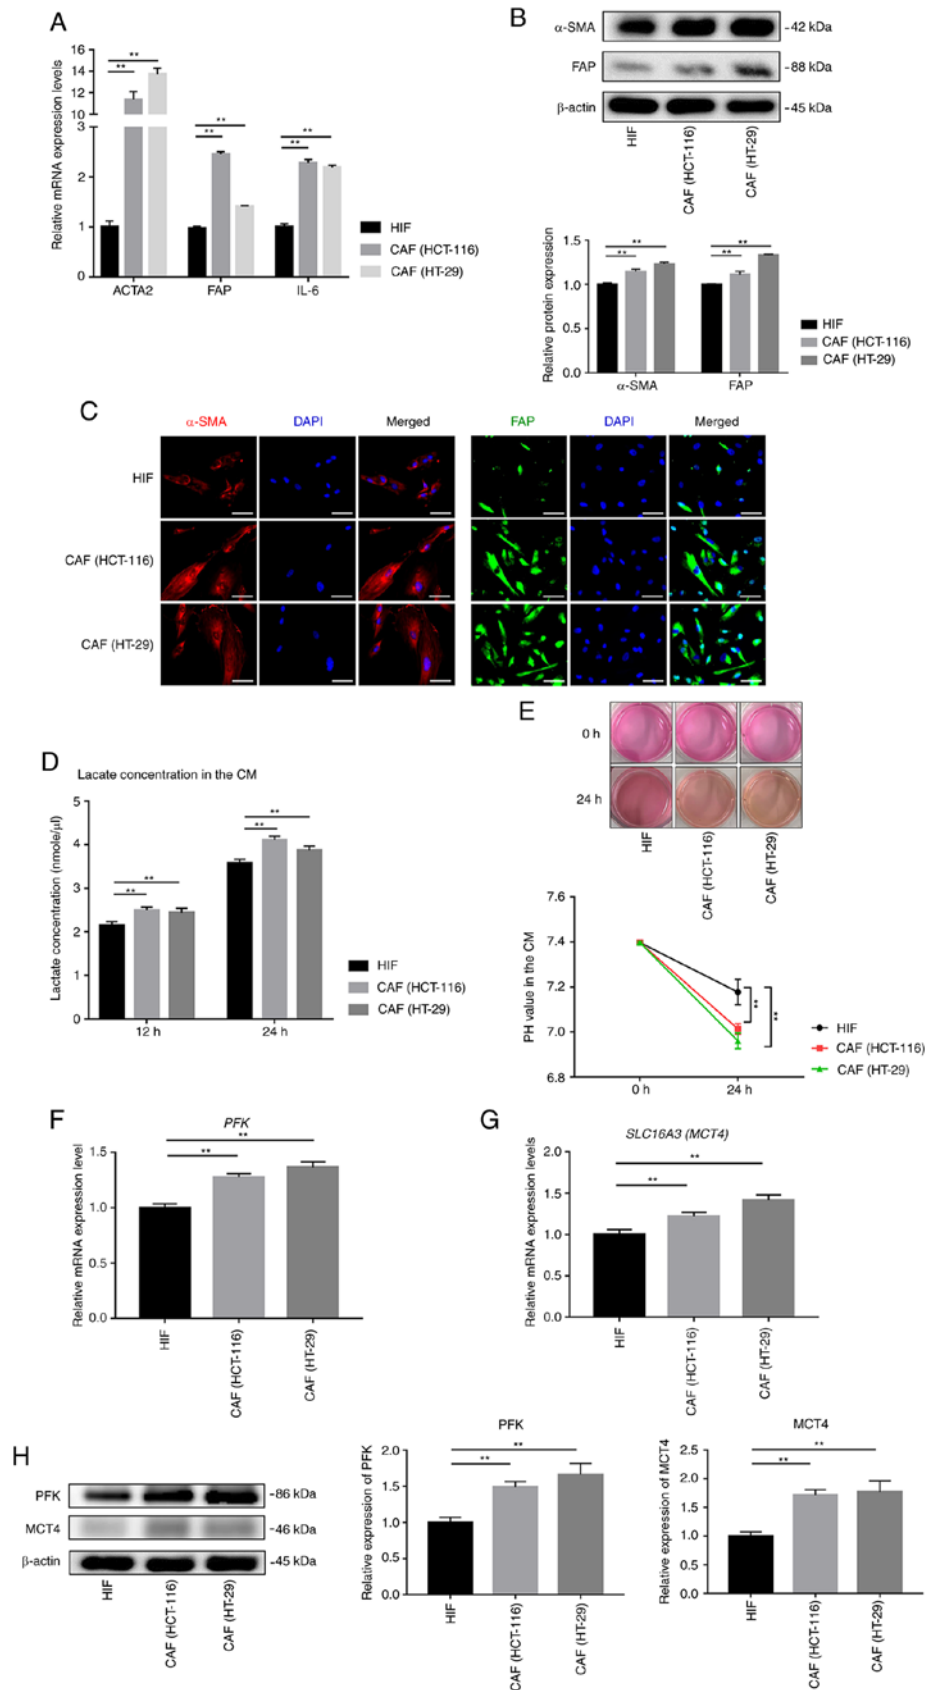 A
Relative mRNA expression levels
16
14
12
10
3
2
1
0
**
**
**
**
**
**
ACTA2
FAP
IL-6
HIF
CAF (HCT-116)
CAF (HT-29)
B
α-SMA
-42 kDa
FAP
-88 kDa
β-actin
-45 kDa
HIF
CAF (HCT-116)
CAF (HT-29)
Relative protein expression
1.5
1.0
0.5
0.0
**
**
**
**
α-SMA
FAP
HIF
CAF (HCT-116)
CAF (HT-29)
C
α-SMA
DAPI
Merged
FAP
DAPI
Merged
HIF
CAF (HCT-116)
CAF (HT-29)
D
Lacate concentration in the CM
Lactate concentration (nmole/µl)
5
4
3
2
1
0
**
**
**
**
12 h
24 h
HIF
CAF (HCT-116)
CAF (HT-29)
E
0 h
24 h
HIF
CAF (HCT-116)
CAF (HT-29)
PH value in the CM
7.6
7.4
7.2
7.0
6.8
**
**
0 h
24 h
HIF
CAF (HCT-116)
CAF (HT-29)
F
PFK
Relative mRNA expression level
1.5
1.0
0.5
0.0
**
**
HIF
CAF (HCT-116)
CAF (HT-29)
G
SLC16A3 (MCT4)
Relative mRNA expression levels
2.0
1.5
1.0
0.5
0.0
**
**
HIF
CAF (HCT-116)
CAF (HT-29)
H
PFK
-86 kDa
MCT4
-46 kDa
β-actin
-45 kDa
HIF
CAF (HCT-116)
CAF (HT-29)
PFK
Relative expression of PFK
2.0
1.5
1.0
0.5
0.0
**
**
HIF
CAF (HCT-116)
CAF (HT-29)
MCT4
Relative expression of MCT4
2.5
2.0
1.5
1.0
0.5
0.0
**
**
HIF
CAF (HCT-116)
CAF (HT-29)